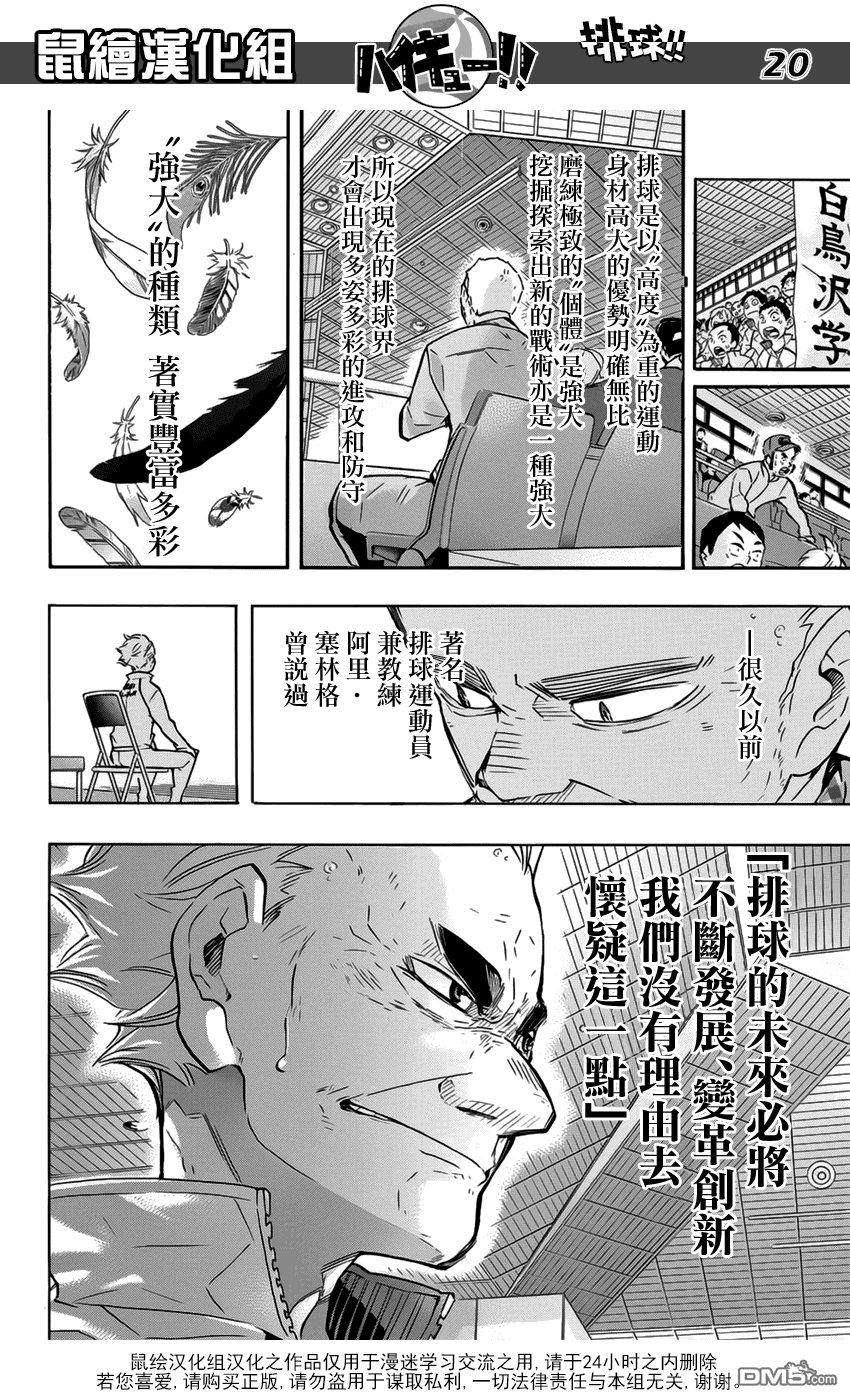 鼠繪漢化組
ハイキュー!!
排球!!
20
白鳥沢学
排球是以〝高度〞為重的運動
身材高大的優勢明確無比
磨練極致的〝個體〞是強大
挖掘探索出新的戰術亦是一種強大
所以現在的排球界
才會出現多姿多彩的進攻和防守
〝強大〞的種類 著實豐富多彩
—很久以前
著名
排球運動員
兼教練
阿里·
塞林格
曾説過
『排球的未來必將
不斷發展、變革創新
我們沒有理由去
懷疑這一點』
鼠绘汉化组汉化之作品仅用于漫迷学习交流之用, 请于24小时之内删除
若您喜爱, 请购买正版, 请勿用于谋取私利, 一切法律责任与本组无关, 谢谢。
DM5.com